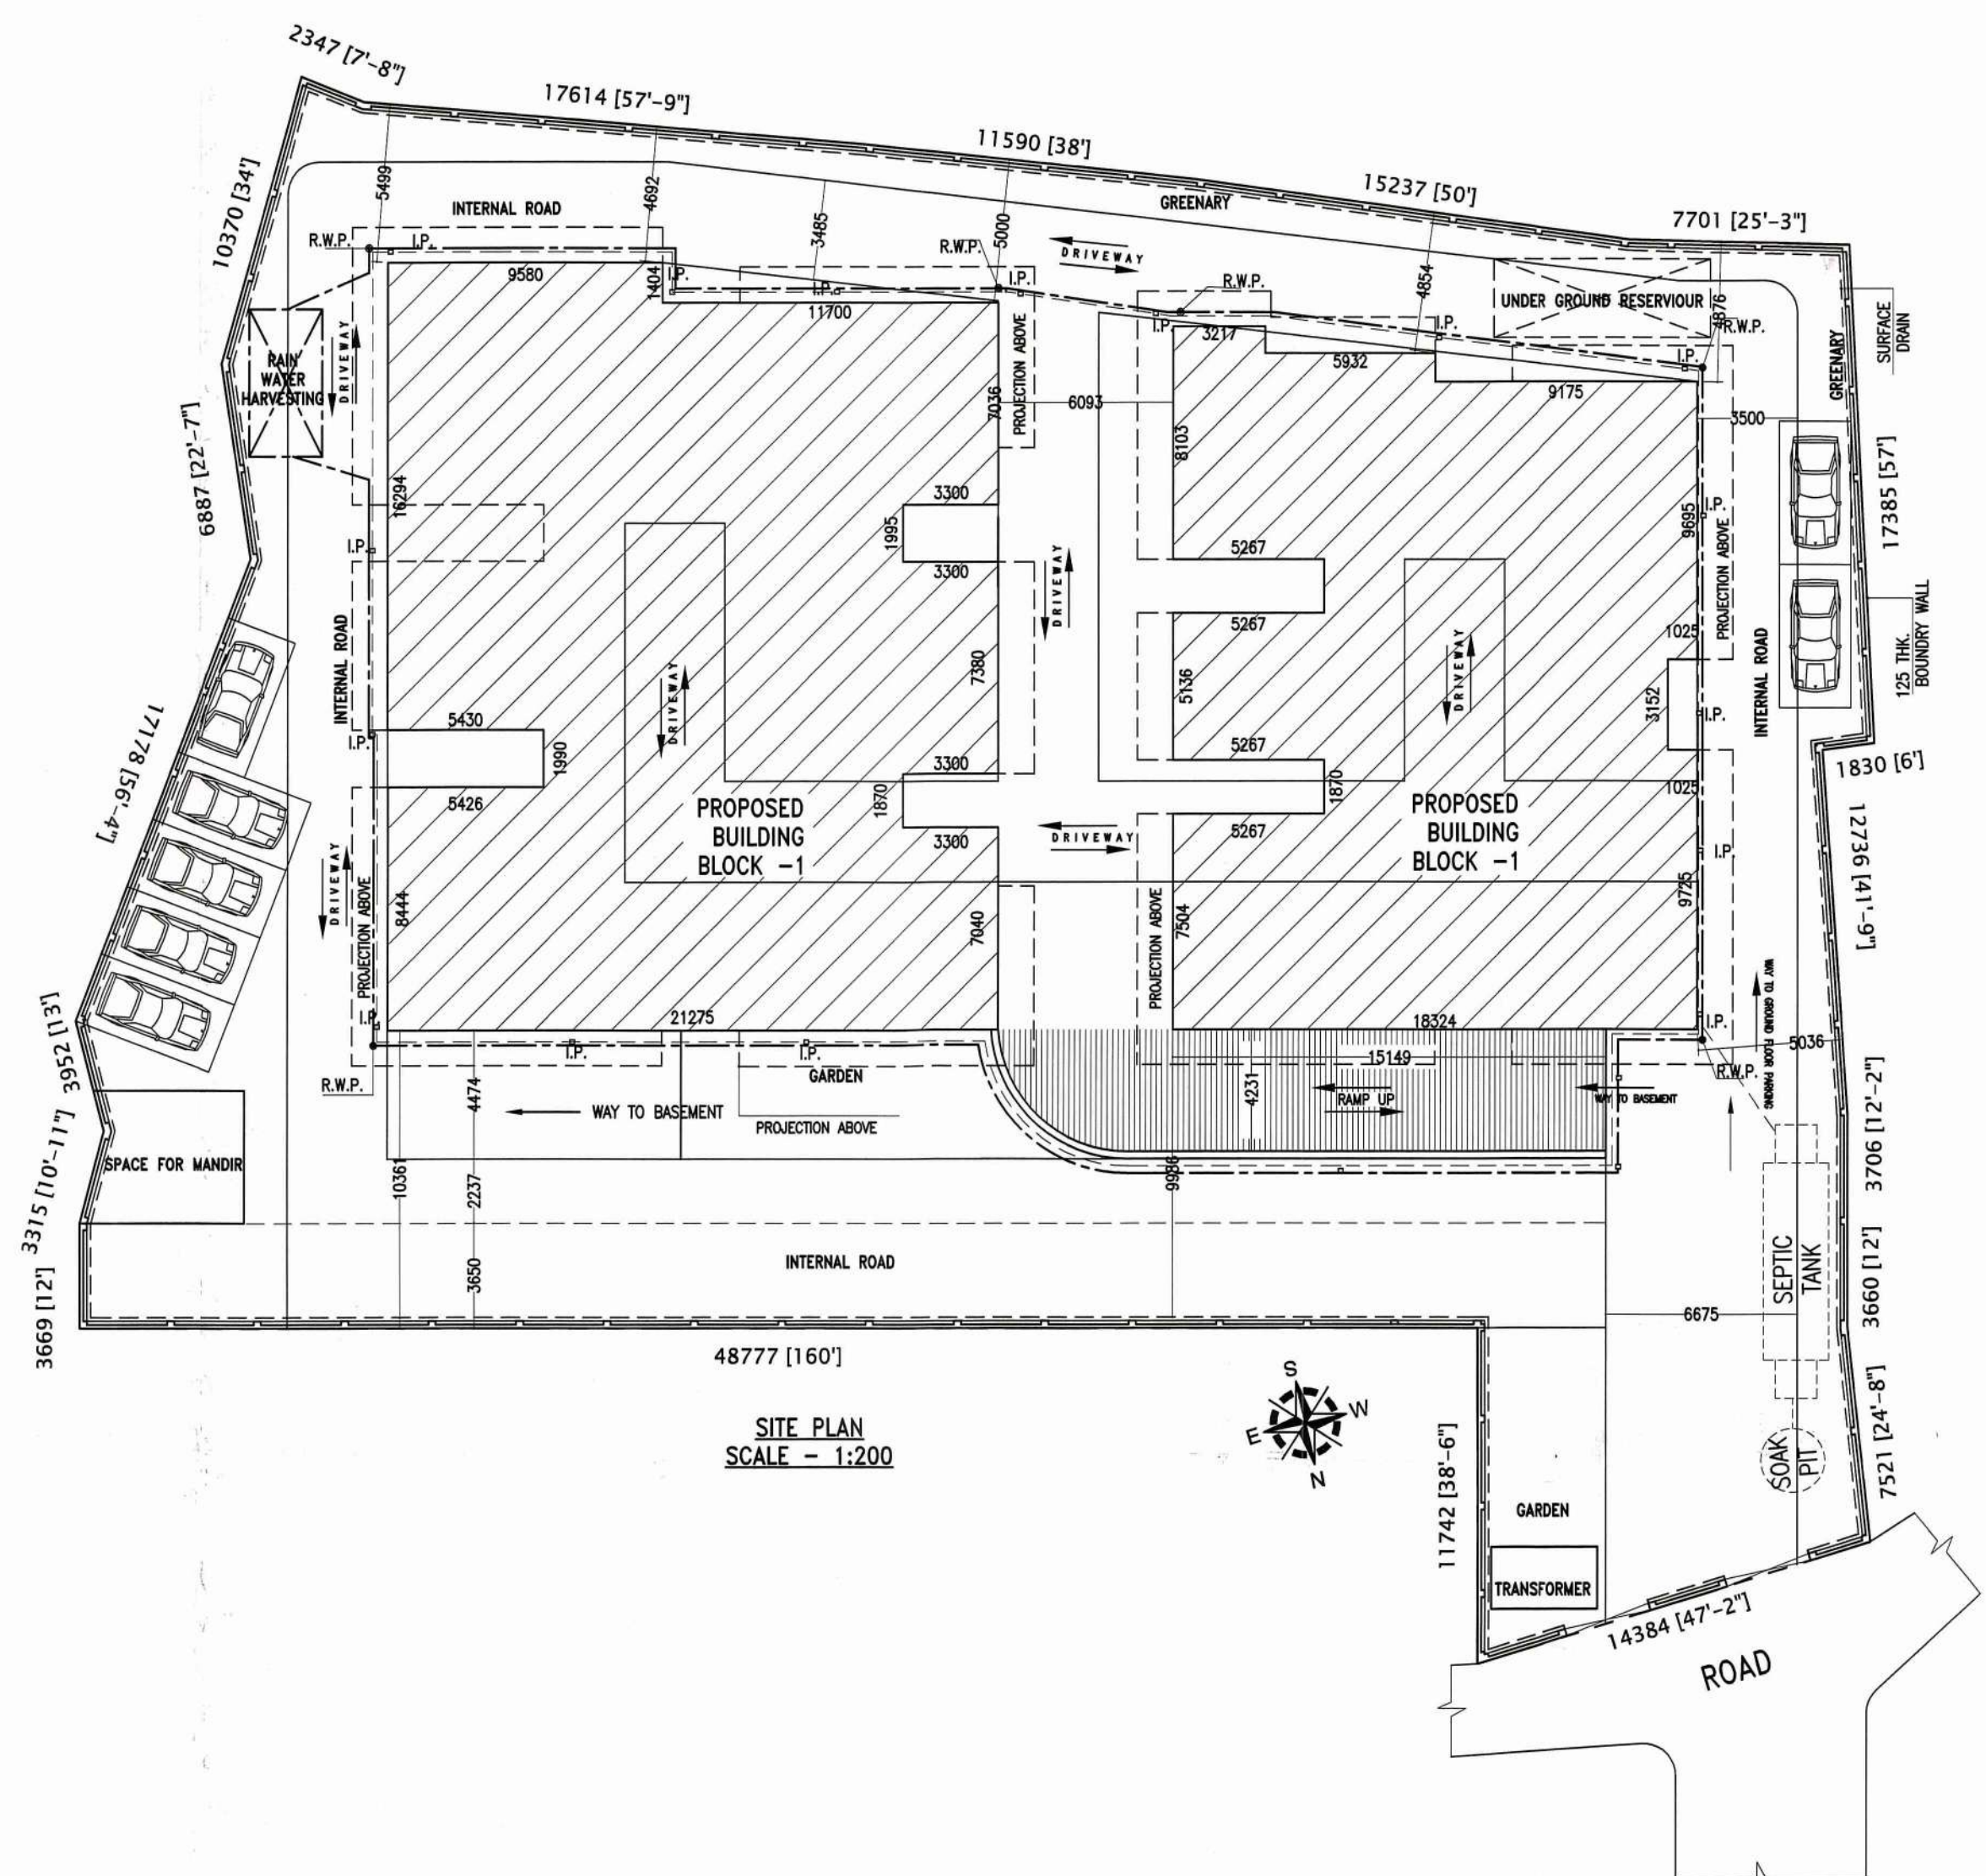 2347 [7'-8"]
17614 [57'-9"]
11590 [38']
15237 [50']
7701 [25'-3"]
10370 [34']
5499
4692
3485
5000
4854
4876
INTERNAL ROAD
GREENARY
R.W.P.
I.P.
R.W.P.
I.P.
DRIVEWAY
R.W.P.
9580
1404
I.P.
I.P.
11700
I.P.
3217
I.P.
5932
UNDER GROUND RESERVIOUR
R.W.P.
I.P.
9175
SURFACE
DRAIN
GREENARY
RAIN
WATER
HARVESTING
DRIVEWAY
7036
PROJECTION ABOVE
6093
8103
3500
6887 [22'-7"]
16294
3300
1995
3300
I.P.
5267
5267
9695
I.P.
PROJECTION ABOVE
17385 [57']
DRIVEWAY
INTERNAL ROAD
DRIVEWAY
7380
5136
DRIVEWAY
1025
3152
I.P.
INTERNAL ROAD
125 THK.
BOUNDRY WALL
17178 [56'-4"]
I.P.
5430
1990
5426
3300
1870
3300
5267
1870
5267
1025
1830 [6']
PROPOSED
BUILDING
BLOCK -1
DRIVEWAY
PROPOSED
BUILDING
BLOCK -1
I.P.
12736 [41'-9"]
DRIVEWAY
PROJECTION ABOVE
8444
7040
PROJECTION ABOVE
7504
9725
WAY TO GROUND FLOOR PARKING
3952 [13']
I.P.
21275
18324
I.P.
5036
R.W.P.
I.P.
I.P.
GARDEN
15149
R.W.P.
4474
WAY TO BASEMENT
PROJECTION ABOVE
4231
RAMP UP
WAY TO BASEMENT
3706 [12'-2"]
3315 [10'-11"]
SPACE FOR MANDIR
10361
2237
9986
3669 [12']
3650
INTERNAL ROAD
SEPTIC
TANK
3660 [12']
6675
48777 [160']
SITE PLAN
SCALE - 1:200
S
W
E
N
11742 [38'-6"]
SOAK
PIT
7521 [24'-8"]
GARDEN
TRANSFORMER
14384 [47'-2"]
ROAD